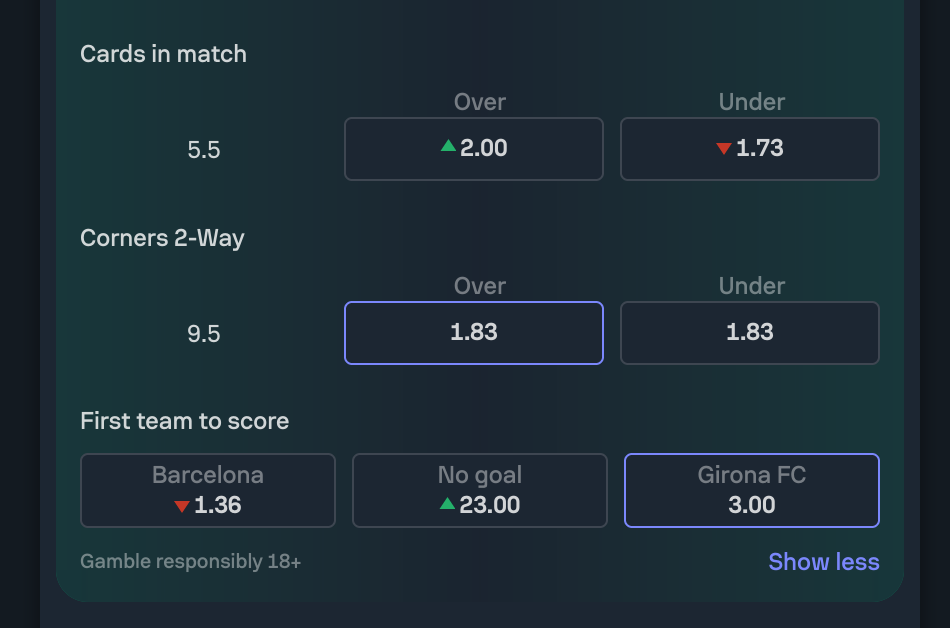 Cards in match
Over Under
5.5 2.00 1.73
Corners 2-Way
Over Under
9.5 1.83 1.83
First team to score
Barcelona No goal Girona FC
1.36 23.00 3.00
Gamble responsibly 18+ Show less